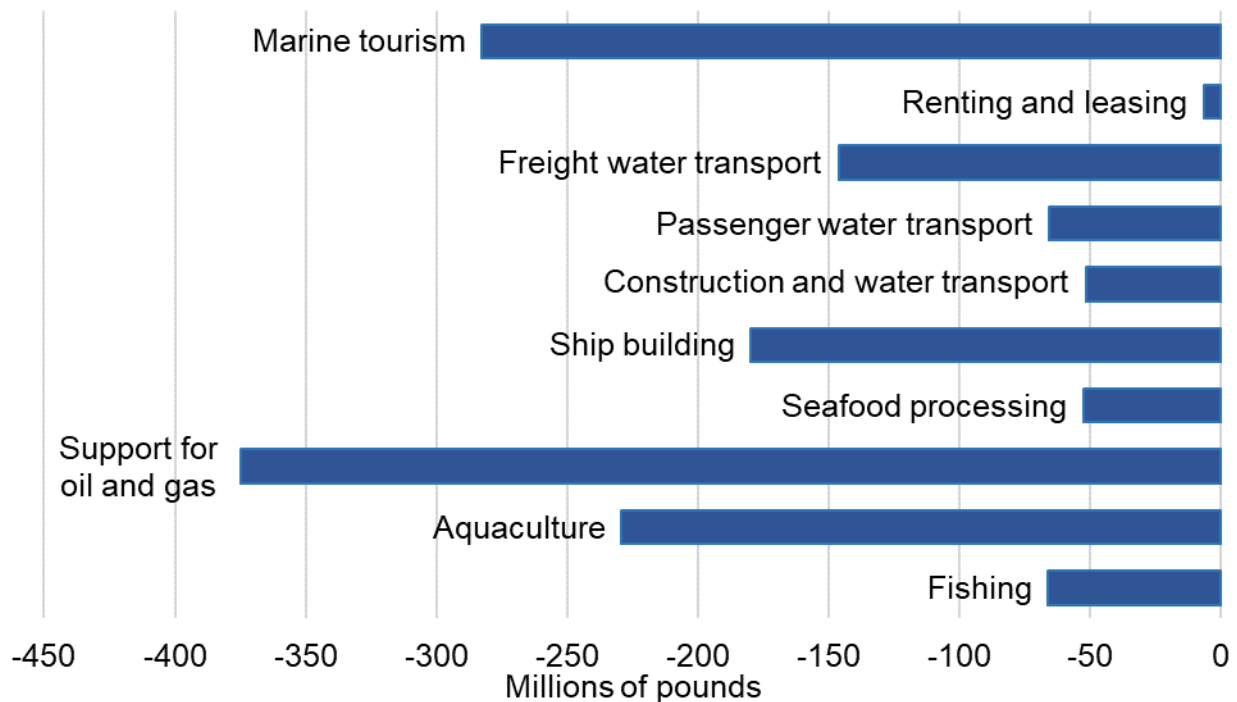 Marine tourism
Renting and leasing
Freight water transport
Passenger water transport
Construction and water transport
Ship building
Seafood processing
Support for
oil and gas
Aquaculture
Fishing
-450 -400 -350 -300 -250 -200 -150 -100 -50 0
Millions of pounds